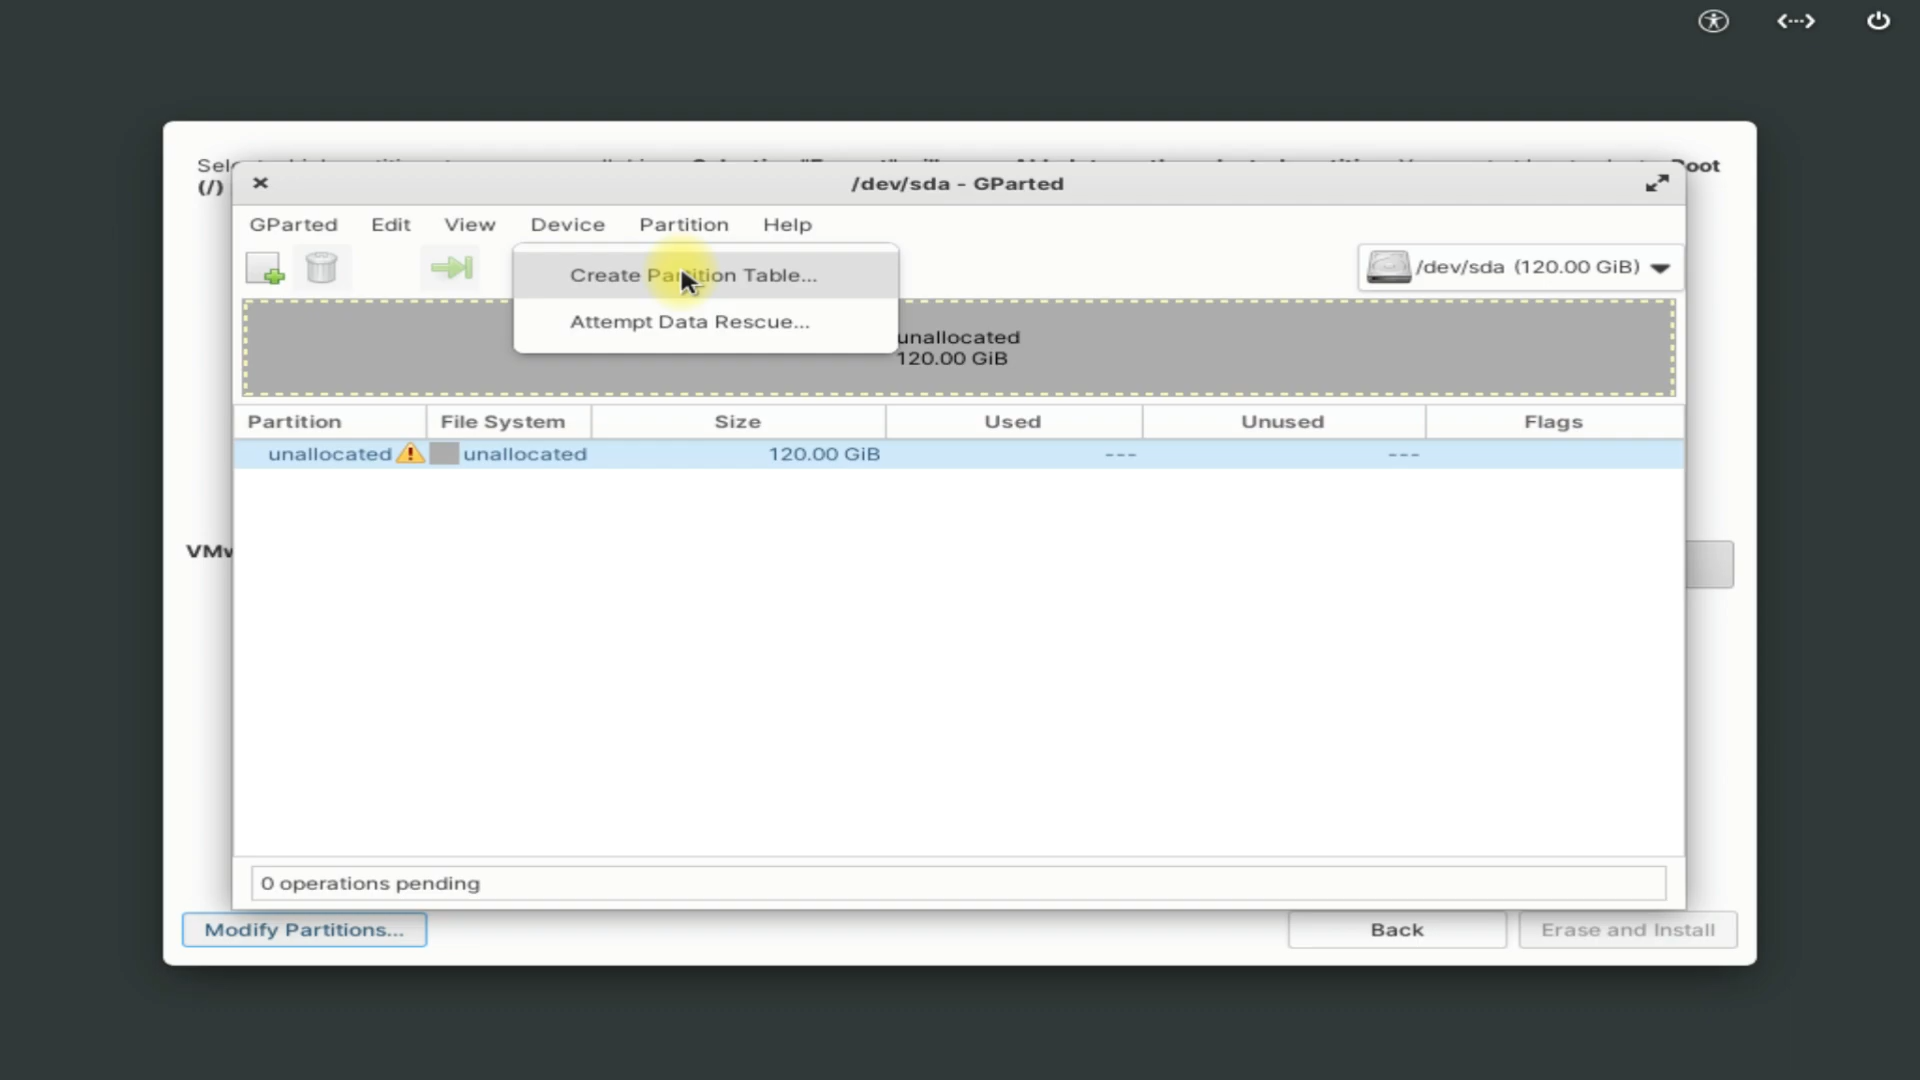 (/)
Root
/dev/sda - GParted
GParted Edit View Device Partition Help
Create Partition Table...
Attempt Data Rescue...
/dev/sda (120.00 GiB)
unallocated
120.00 GiB
Partition File System Size Used Unused Flags
unallocated unallocated 120.00 GiB --- ---
0 operations pending
Modify Partitions...
Back
Erase and Install